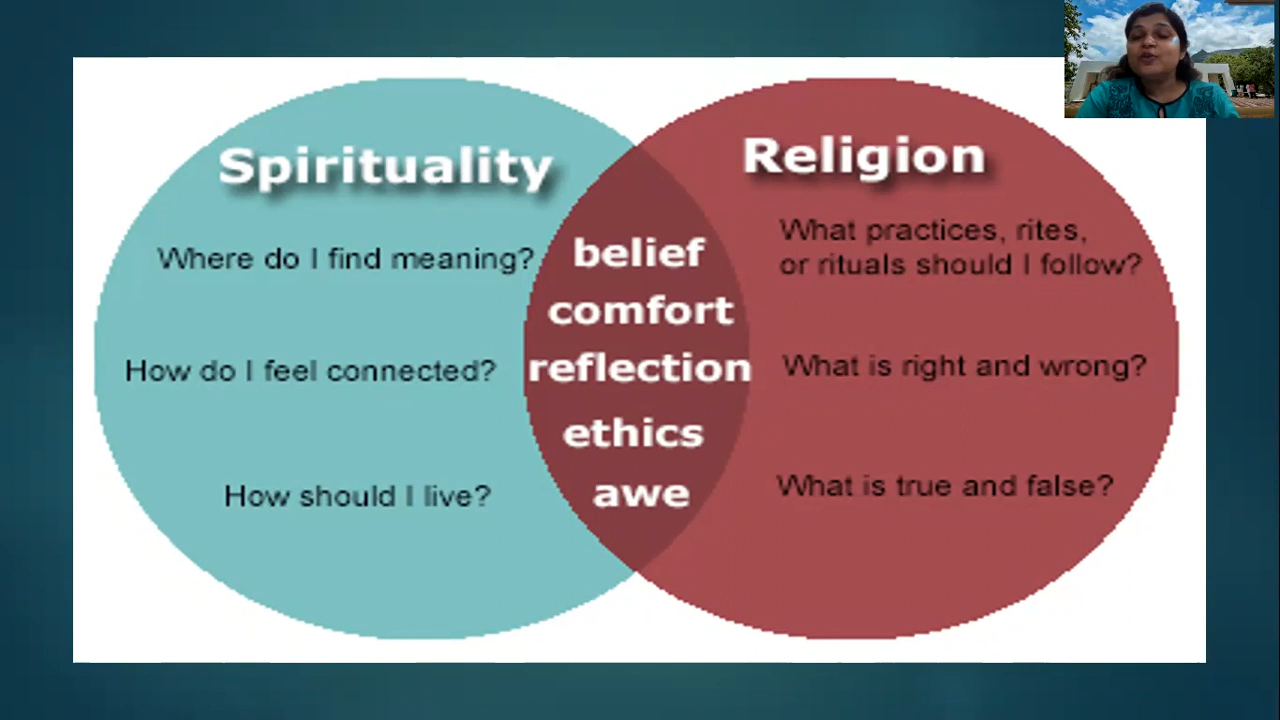 Spirituality
Where do I find meaning?
How do I feel connected?
How should I live?
belief
comfort
reflection
ethics
awe
Religion
What practices, rites,
or rituals should I follow?
What is right and wrong?
What is true and false?